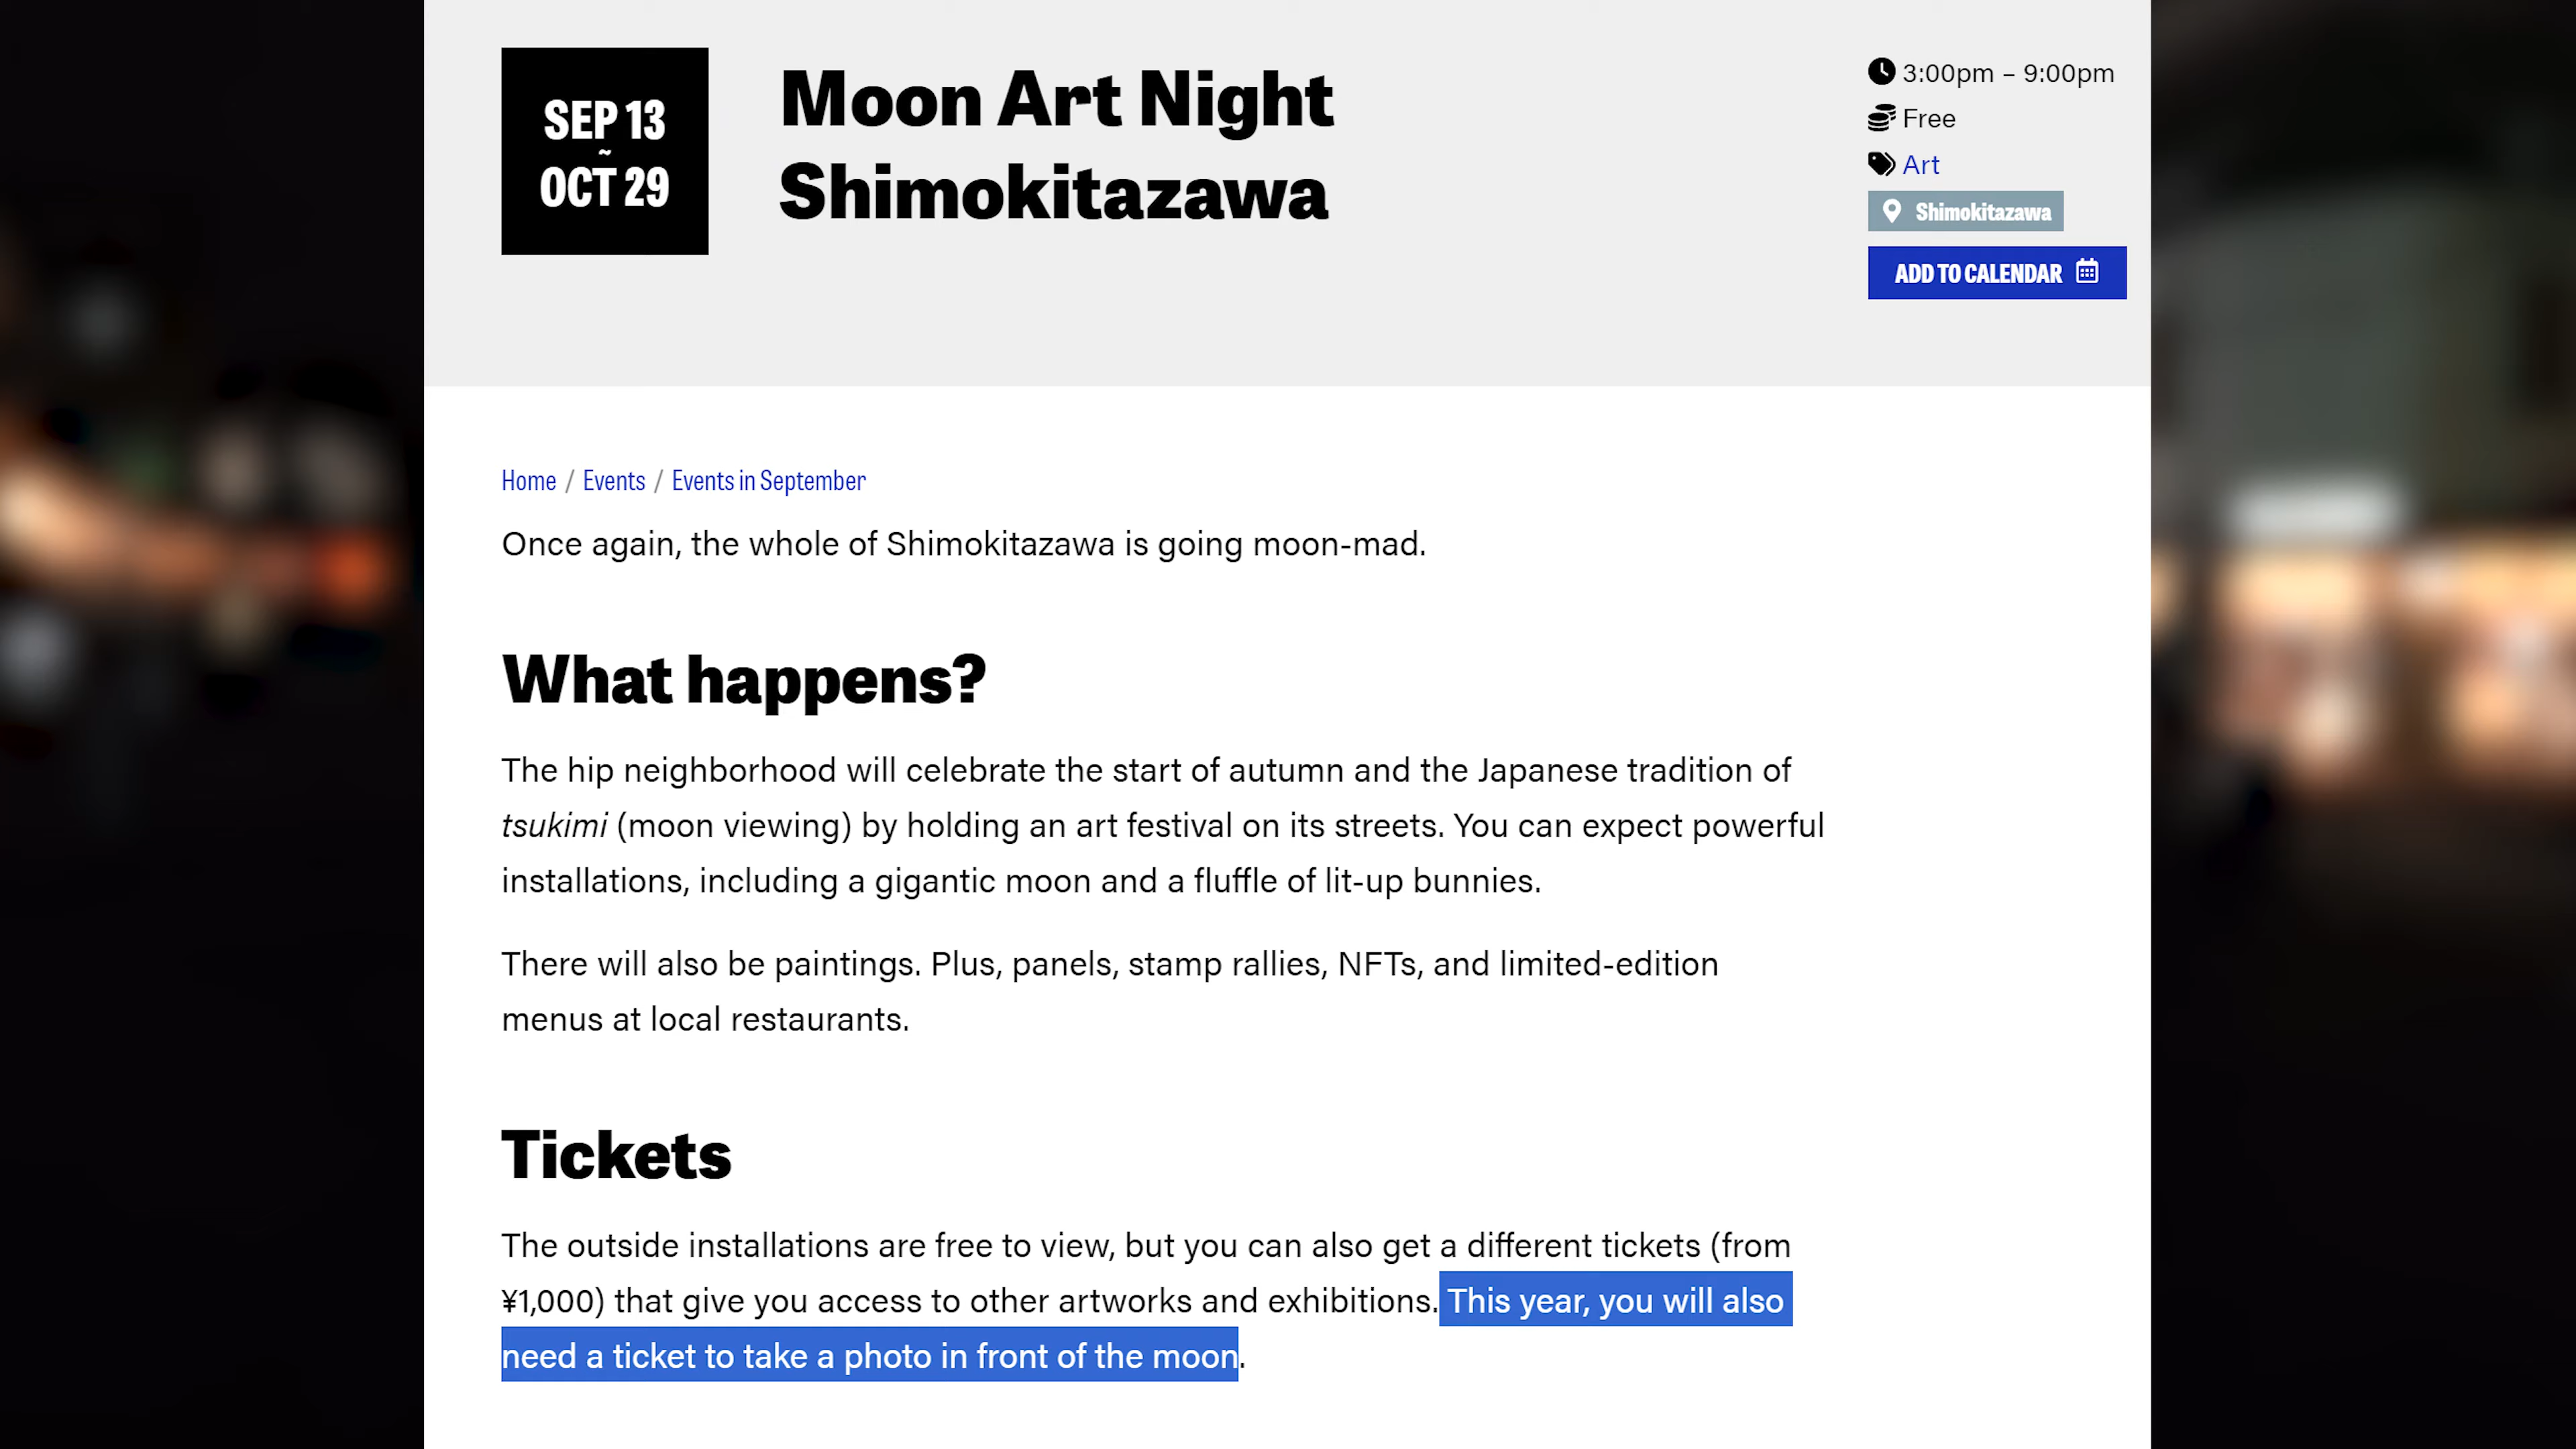 SEP 13
~
OCT 29
Moon Art Night
Shimokitazawa
3:00pm – 9:00pm
Free
Art
Shimokitazawa
ADD TO CALENDAR
Home / Events / Events in September
Once again, the whole of Shimokitazawa is going moon-mad.
What happens?
The hip neighborhood will celebrate the start of autumn and the Japanese tradition of
tsukimi (moon viewing) by holding an art festival on its streets. You can expect powerful
installations, including a gigantic moon and a fluffle of lit-up bunnies.
There will also be paintings. Plus, panels, stamp rallies, NFTs, and limited-edition
menus at local restaurants.
Tickets
The outside installations are free to view, but you can also get a different tickets (from
¥1,000) that give you access to other artworks and exhibitions. This year, you will also
need a ticket to take a photo in front of the moon.